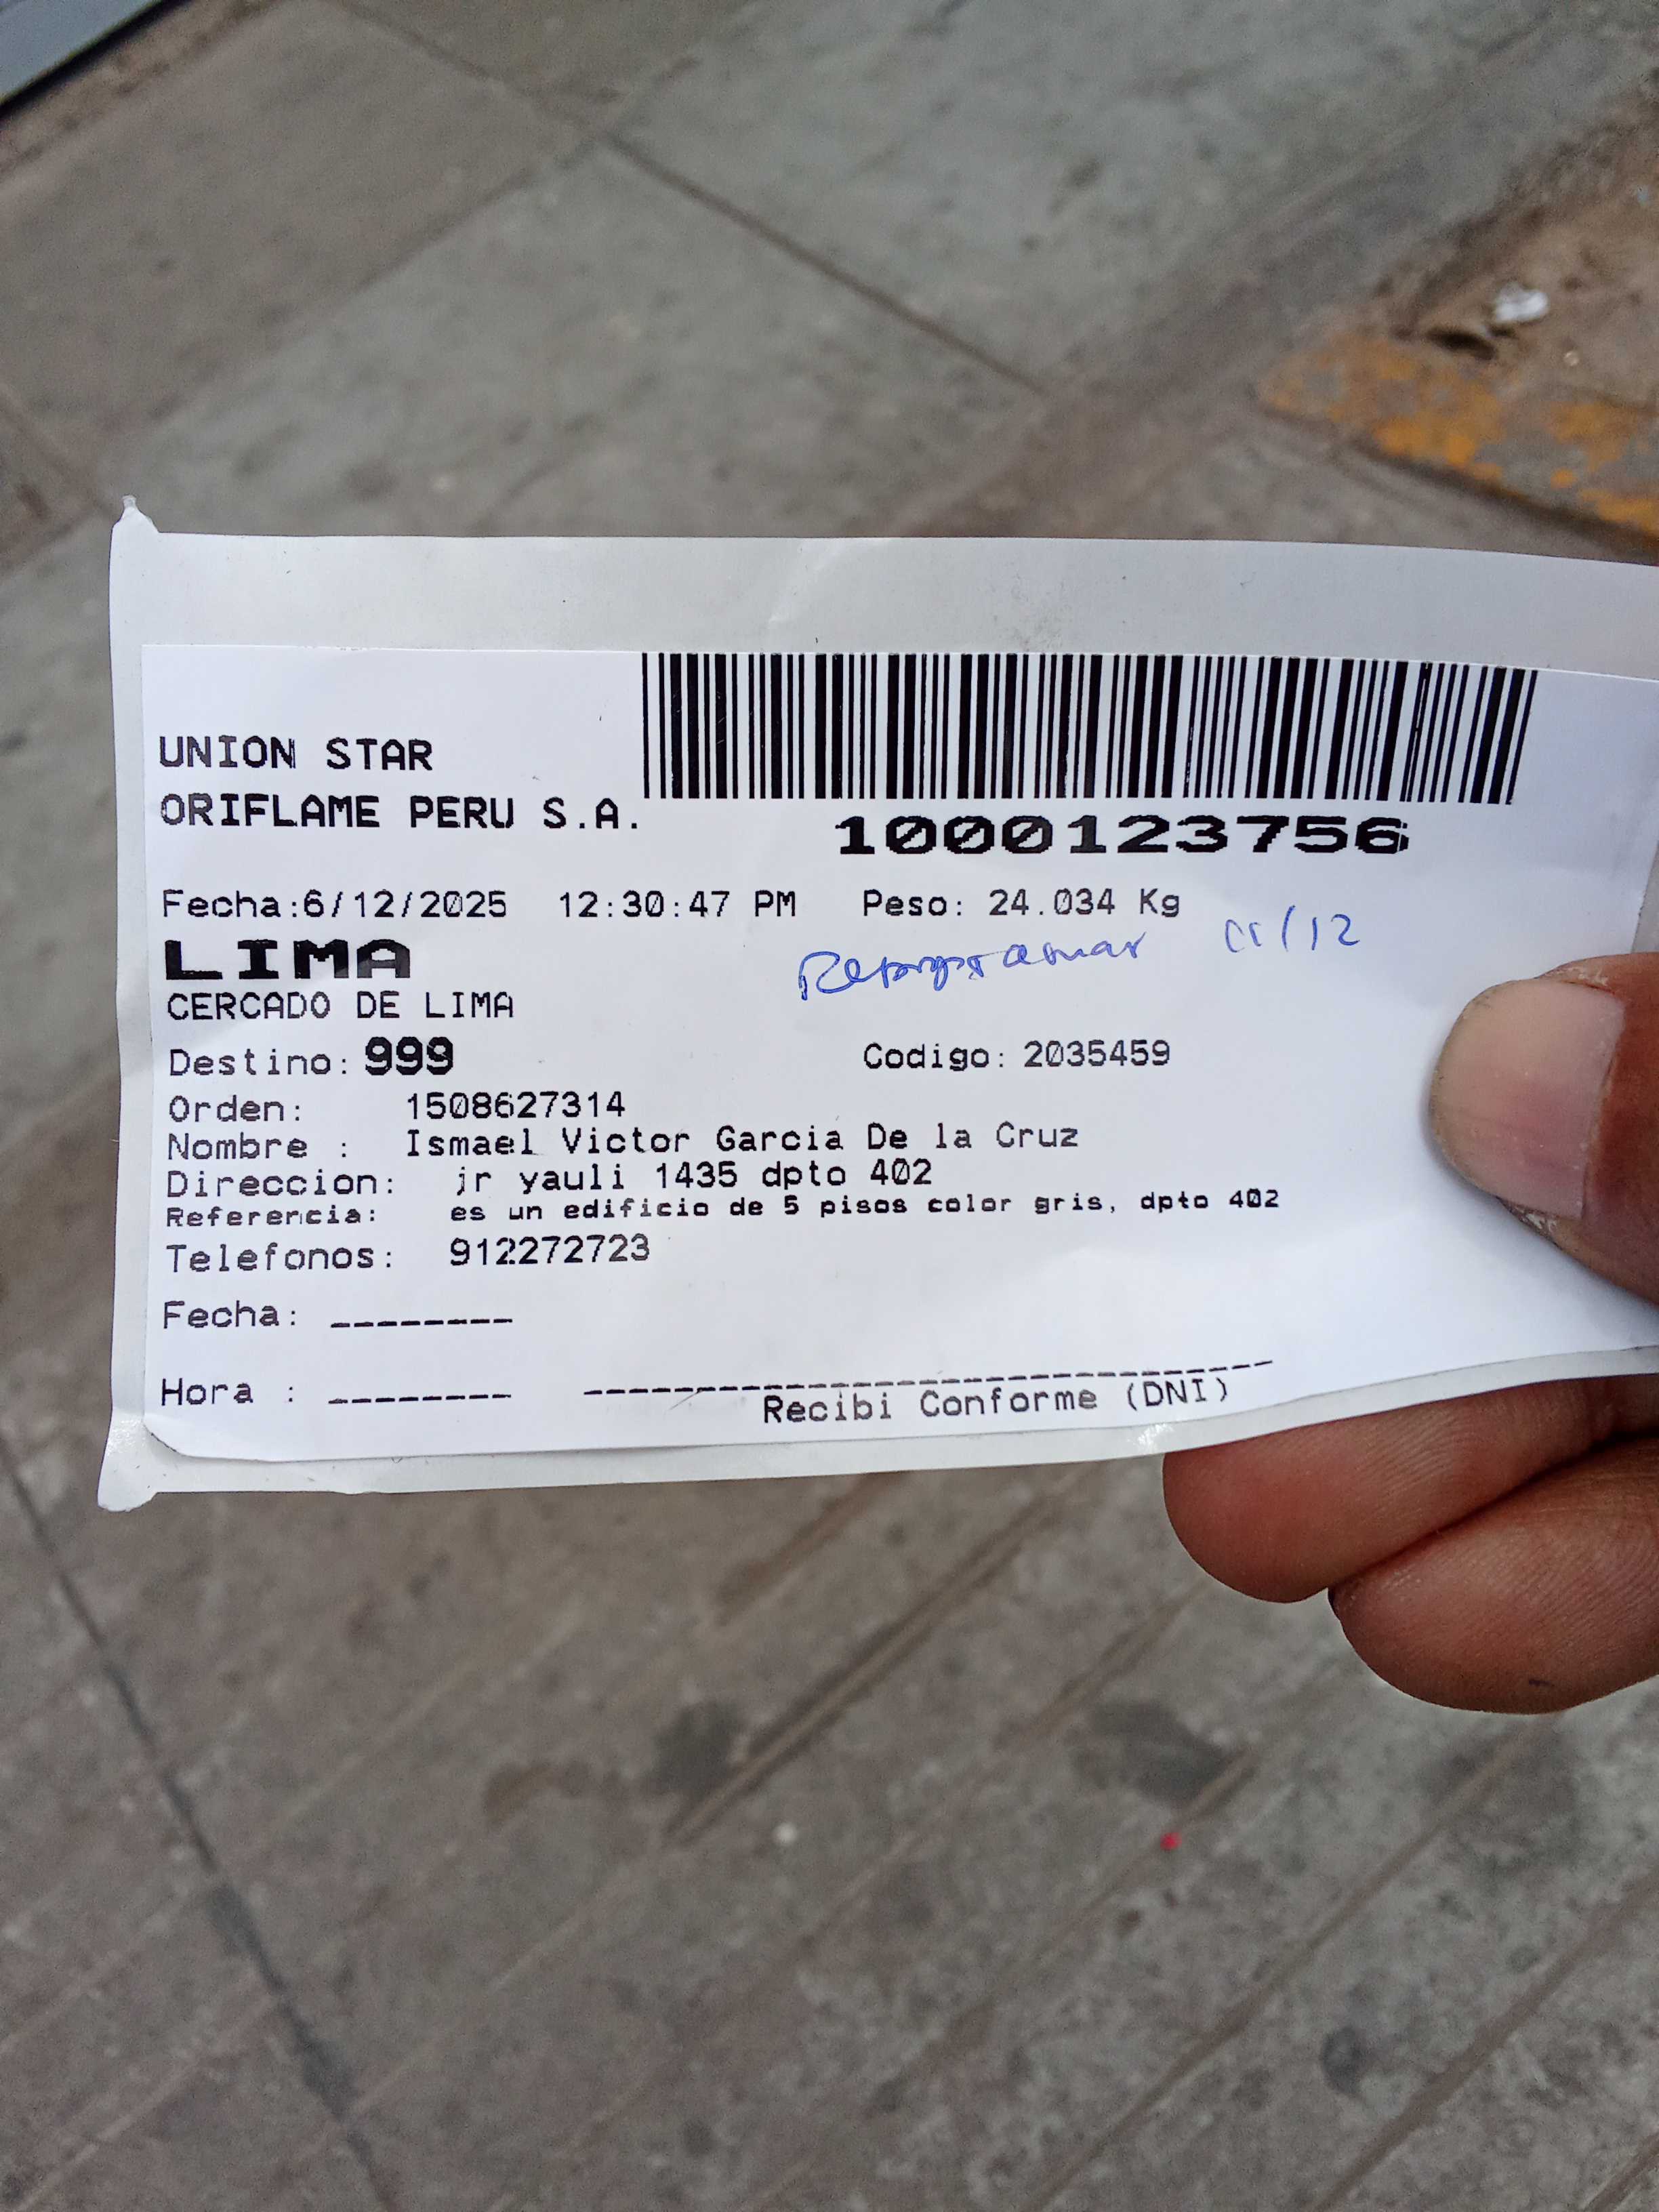 UNION STAR
ORIFLAME PERU S.A.
1000123756
Fecha:6/12/2025 12:30:47 PM Peso: 24.034 Kg
LIMA
CERCADO DE LIMA
Destino: 999 Codigo: 2035459
Orden: 1508627314
Nombre : Ismael Victor Garcia De la Cruz
Direccion: jr yauli 1435 dpto 402
Referencia: es un edificio de 5 pisos color gris, dpto 402
Telefonos: 912272723
Fecha: --------
Hora : --------
Recibi Conforme (DNI)